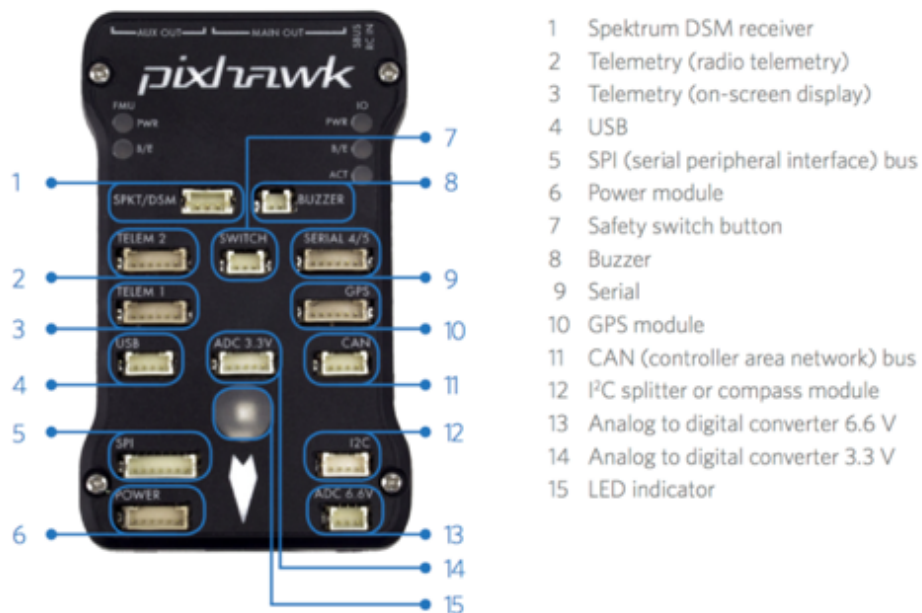 AUX OUT
MAIN OUT
SBUS
RC IN
pixhawk
FMU
IO
PWR
PWR
B/E
B/E
ACT
7
1
8
SPKT/DSM
BUZZER
TELEM 2
SWITCH
SERIAL 4/5
2
9
TELEM 1
GPS
3
10
USB
ADC 3.3V
CAN
4
11
5
12
SPI
I2C
POWER
ADC 6.6V
6
13
14
15
1 Spektrum DSM receiver
2 Telemetry (radio telemetry)
3 Telemetry (on-screen display)
4 USB
5 SPI (serial peripheral interface) bus
6 Power module
7 Safety switch button
8 Buzzer
9 Serial
10 GPS module
11 CAN (controller area network) bus
12 I²C splitter or compass module
13 Analog to digital converter 6.6 V
14 Analog to digital converter 3.3 V
15 LED indicator